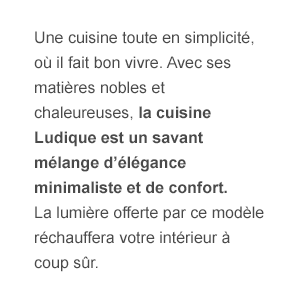 Une cuisine toute en simplicité,
où il fait bon vivre. Avec ses
matières nobles et
chaleureuses, la cuisine
Ludique est un savant
mélange d’élégance
minimaliste et de confort.
La lumière offerte par ce modèle
réchauffera votre intérieur à
coup sûr.